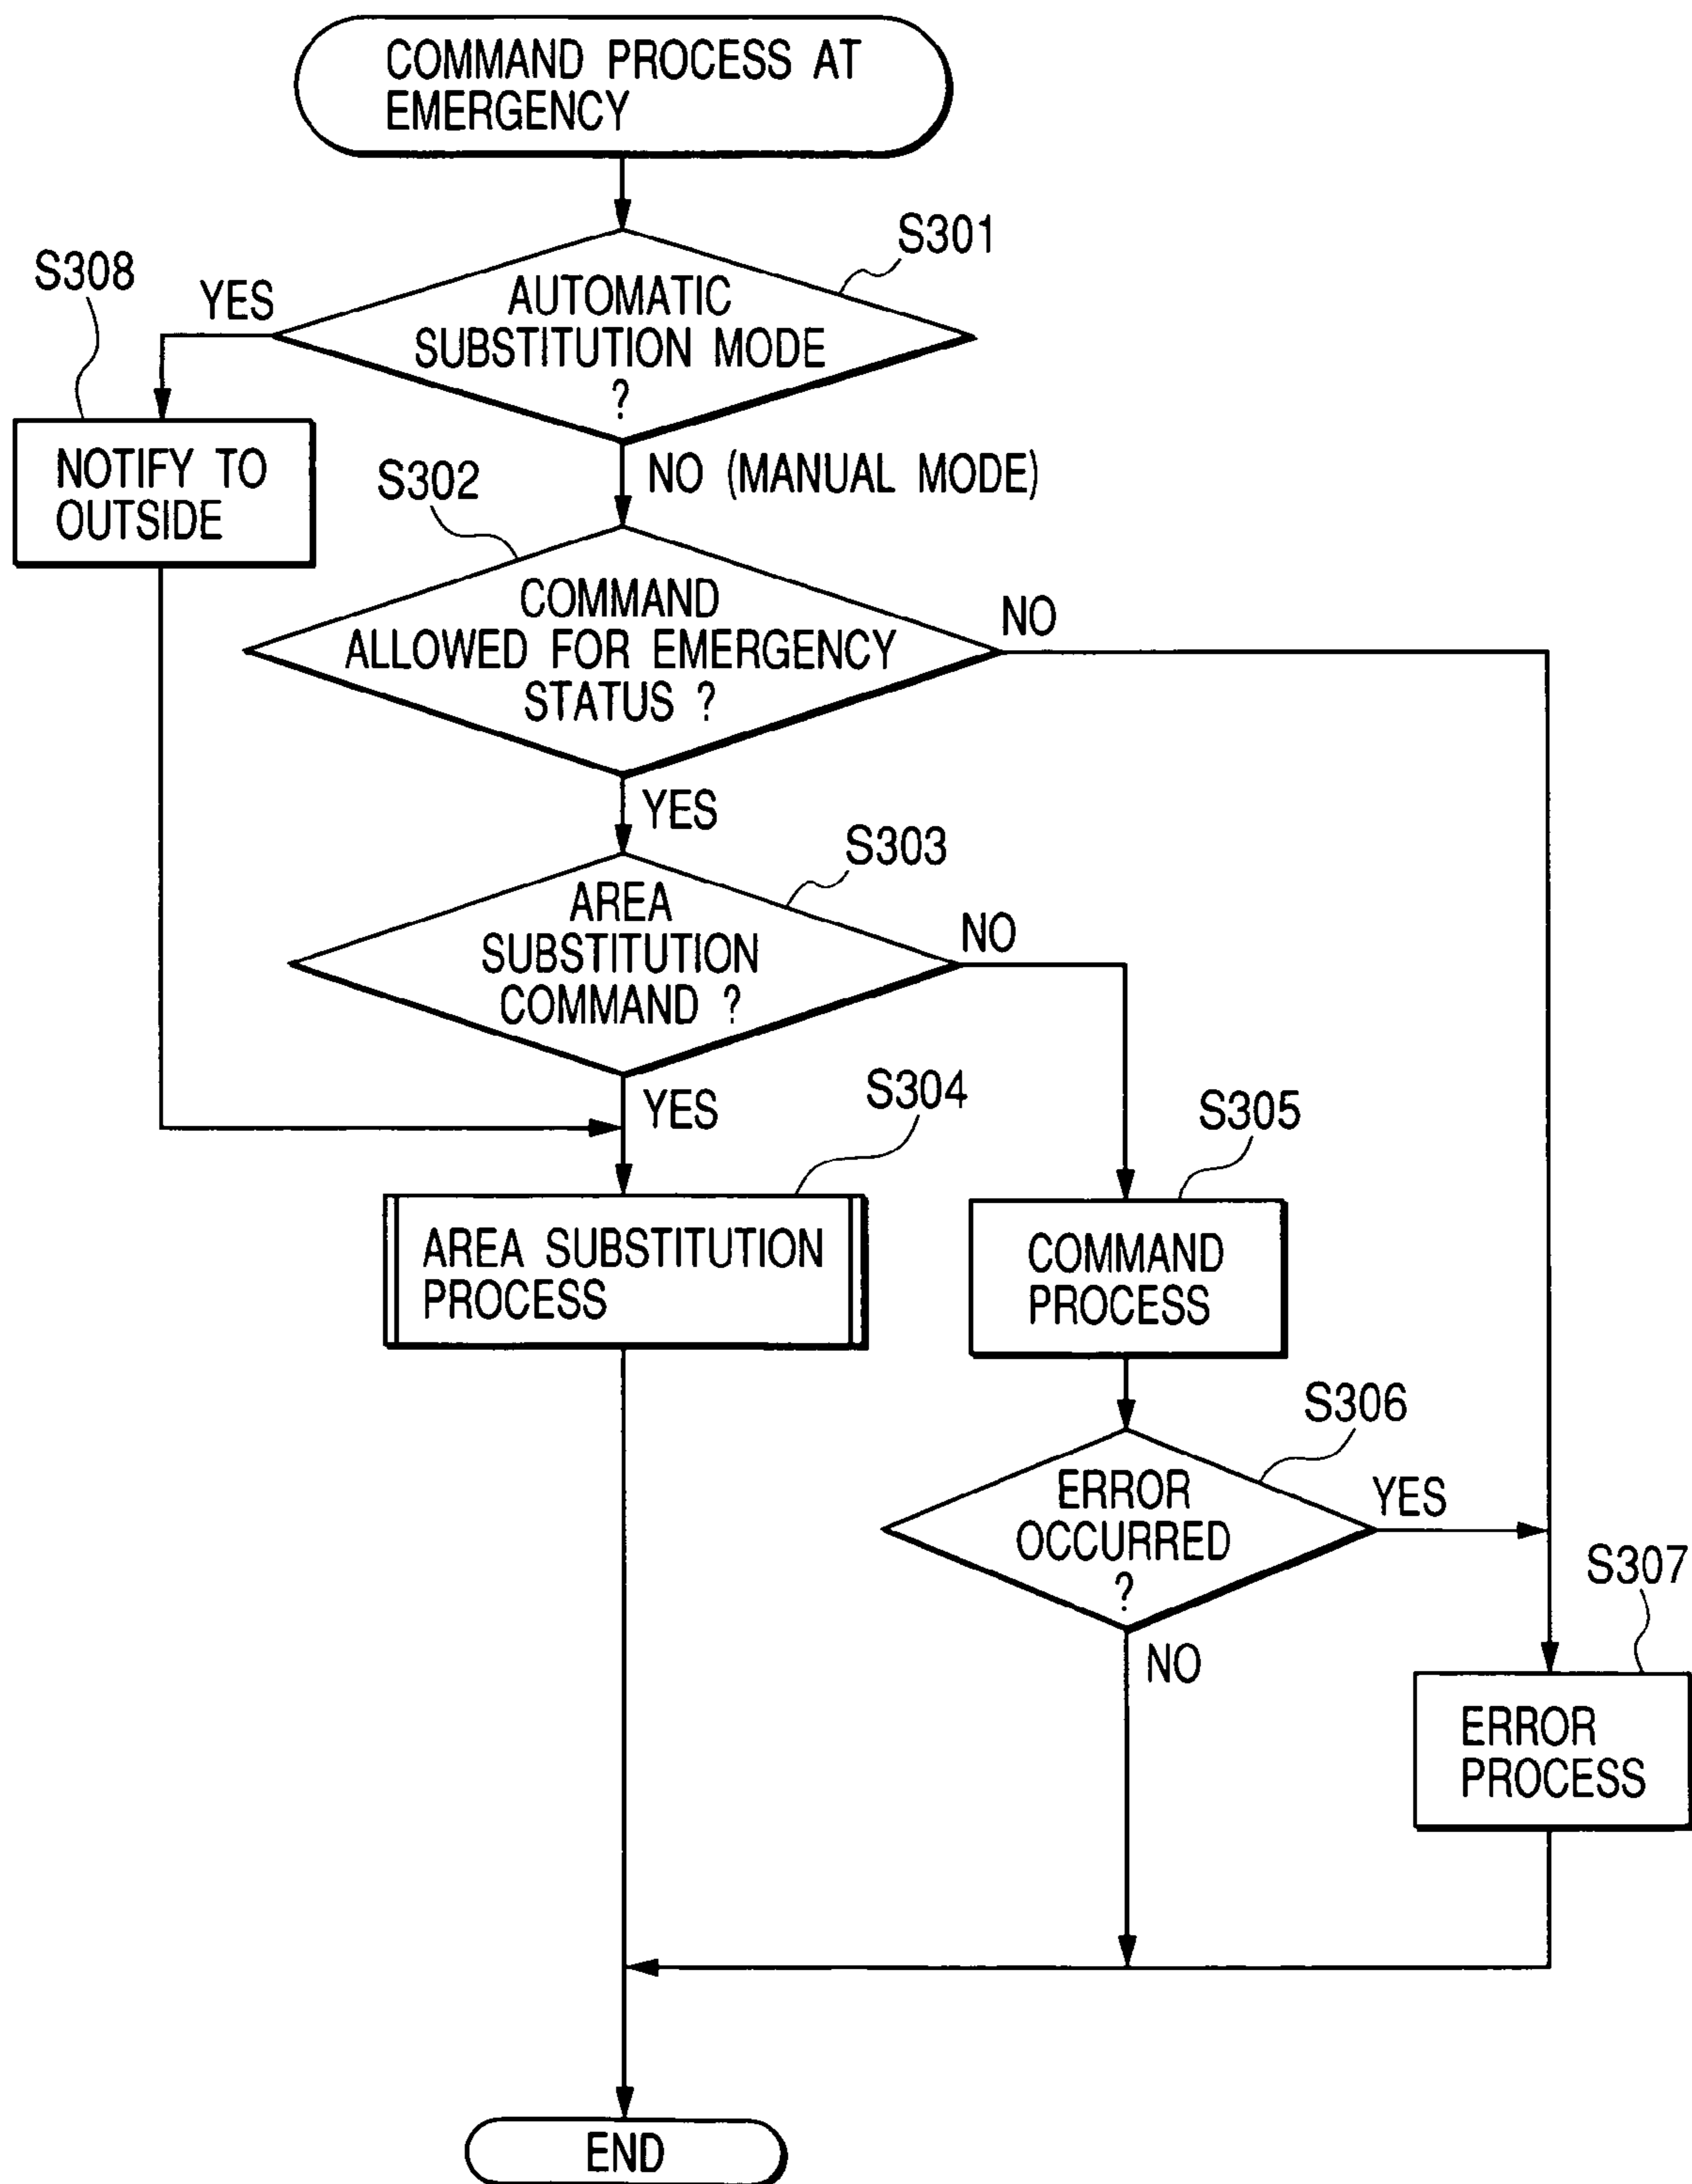 COMMAND PROCESS AT
EMERGENCY
S301
S308
YES
AUTOMATIC
SUBSTITUTION MODE
?
NOTIFY TO
OUTSIDE
S302
NO (MANUAL MODE)
COMMAND
ALLOWED FOR EMERGENCY
STATUS ?
NO
YES
S303
AREA
SUBSTITUTION
COMMAND ?
NO
YES
S304
S305
AREA SUBSTITUTION
PROCESS
COMMAND
PROCESS
S306
ERROR
OCCURRED
?
YES
S307
NO
ERROR
PROCESS
END